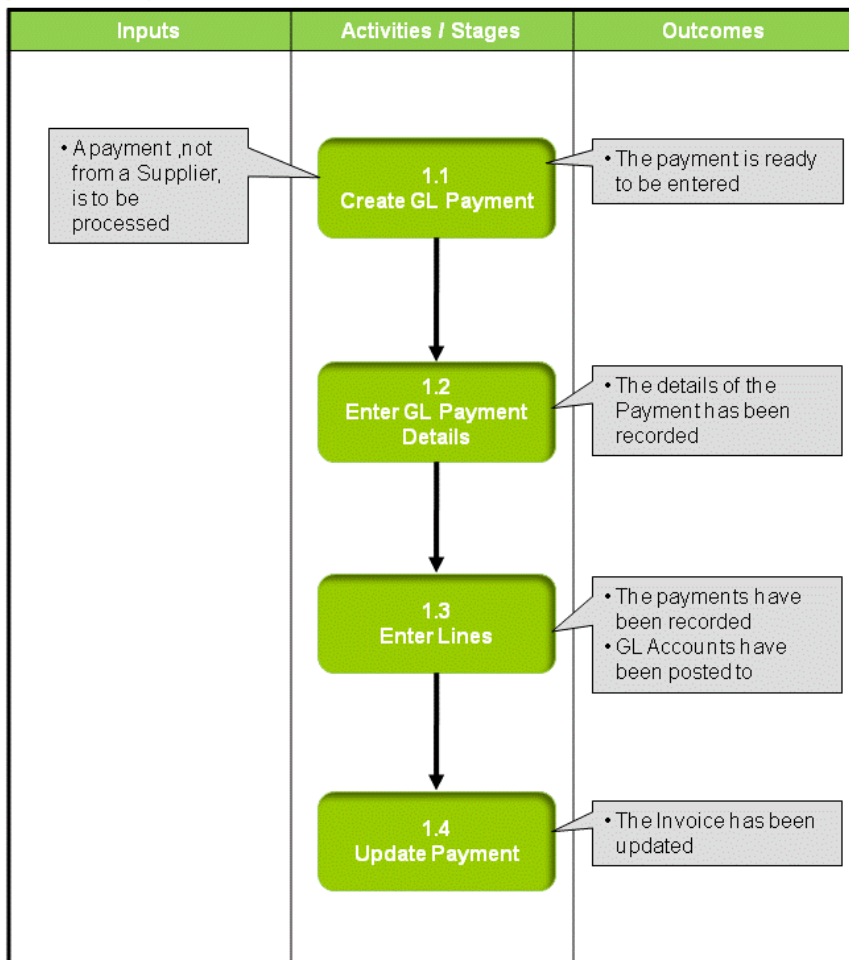 Inputs
Activities / Stages
Outcomes
• A payment ,not
from a Supplier,
is to be
processed
1.1
Create GL Payment
• The payment is ready
to be entered
1.2
Enter GL Payment
Details
• The details of the
Payment has been
recorded
1.3
Enter Lines
• The payments have
been recorded
• GL Accounts have
been posted to
1.4
Update Payment
• The Invoice has been
updated